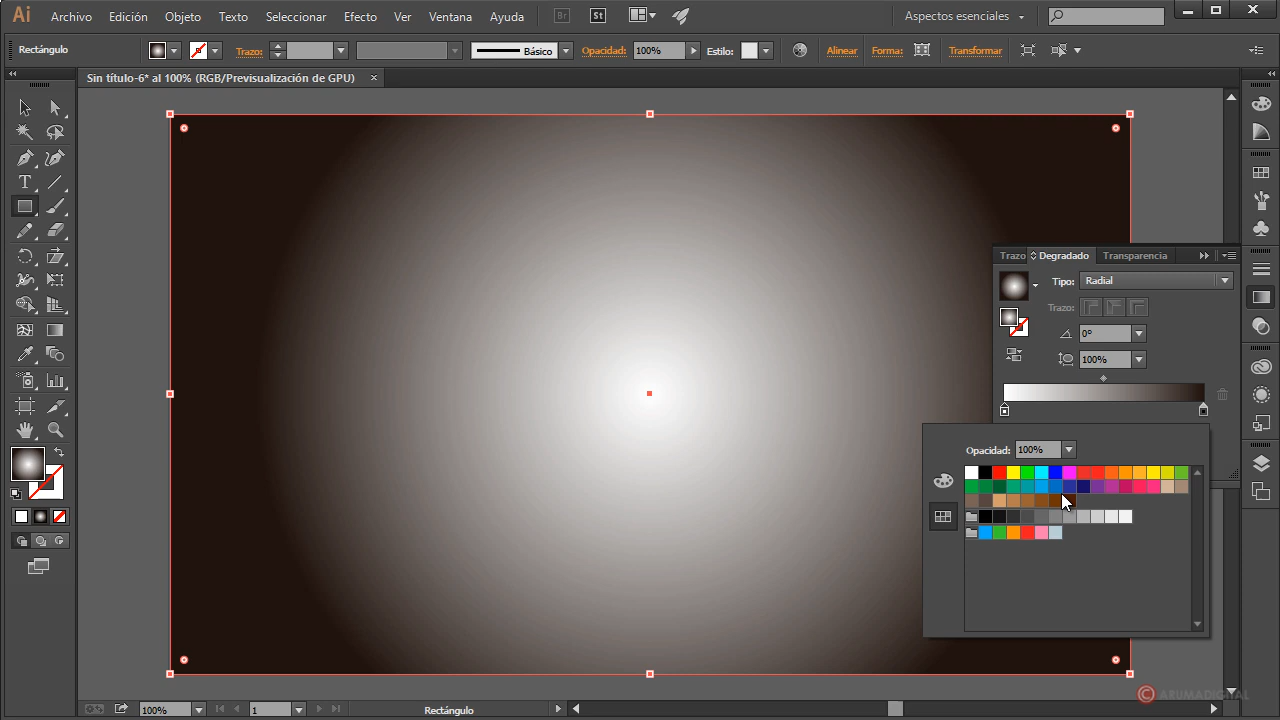 Ai Archivo Edición Objeto Texto Seleccionar Efecto Ver Ventana Ayuda Br St Aspectos esenciales
Rectángulo Trazo: Básico Opacidad: 100% Estilo: Alinear Forma: Transformar
Sin título-6* al 100% (RGB/Previsualización de GPU) ×
Trazo Degradado Transparencia
Tipo: Radial
Trazo:
0°
100%
Opacidad: 100%
100% 1 Rectángulo
© ARUMADIGITAL